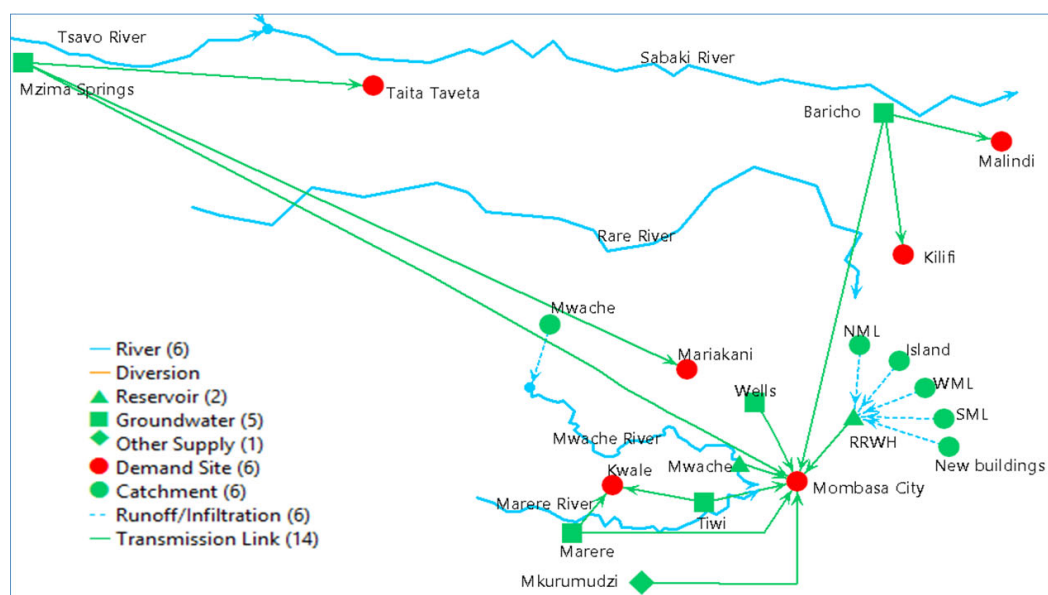 Tsavo River
Sabaki River
Mzima Springs
Taita Taveta
Baricho
Malindi
Rare River
Kilifi
Mwache
NML
Island
River (6)
Diversion
Reservoir (2)
Groundwater (5)
Other Supply (1)
Demand Site (6)
Catchment (6)
Runoff/Infiltration (6)
Transmission Link (14)
Mariakani
Wells
WML
SML
RRWH
New buildings
Mwache River
Mwache
Kwale
Mombasa City
Marere River
Tiwi
Marere
Mkurumudzi